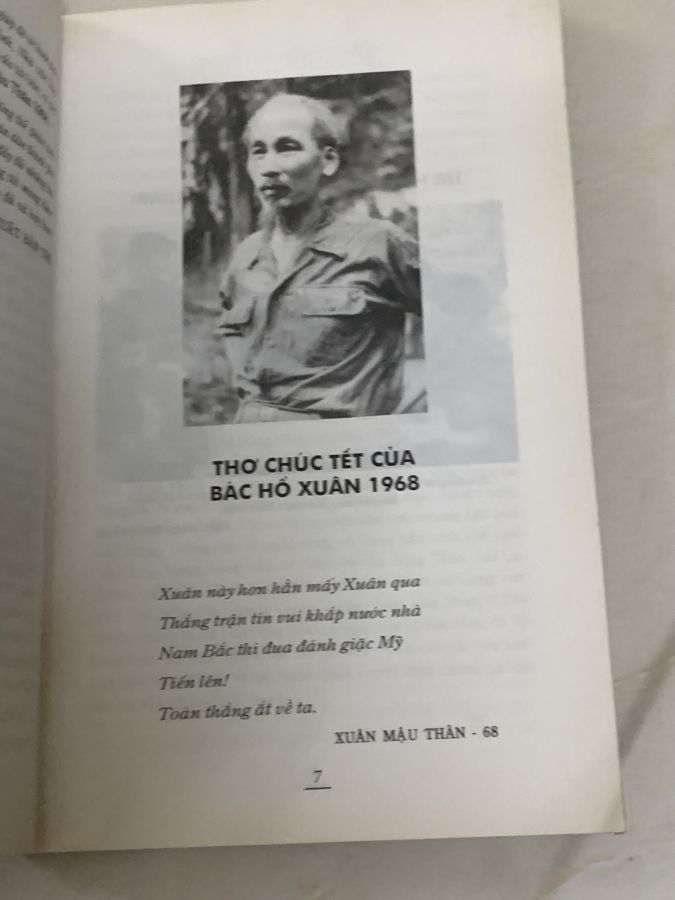 THƠ CHÚC TẾT CỦA
BÁC HỒ XUÂN 1968
Xuân này hơn hẳn mấy Xuân qua
Thắng trận tin vui khắp nước nhà
Nam Bắc thi đua đánh giặc Mỹ
Tiến lên!
Toàn thắng ắt về ta.
XUÂN MẬU THÂN - 68
7